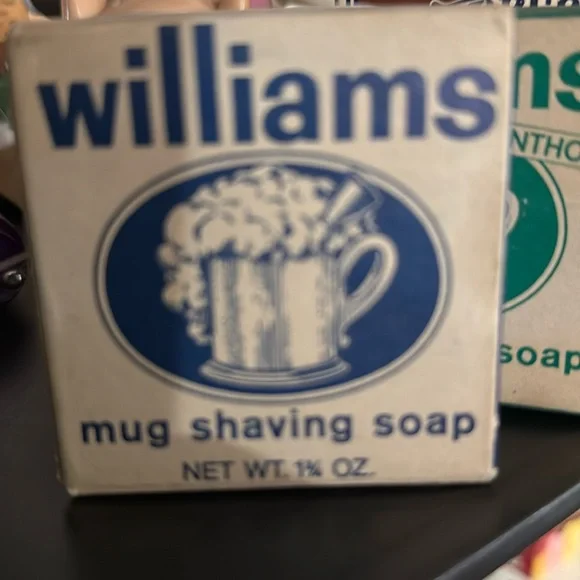 williams
mug shaving soap
NET WT. 1¾ OZ.
soap